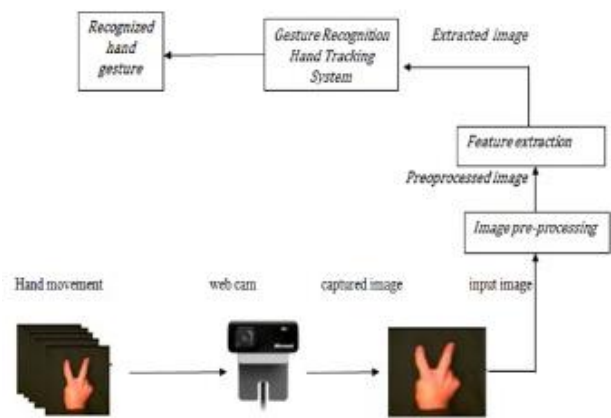 Recognized
hand
gesture
Gesture Recognition
Hand Tracking
System
Extracted image
Feature extraction
Preoprocessed image
Image pre-processing
Hand movement
web cam
captured image
input image